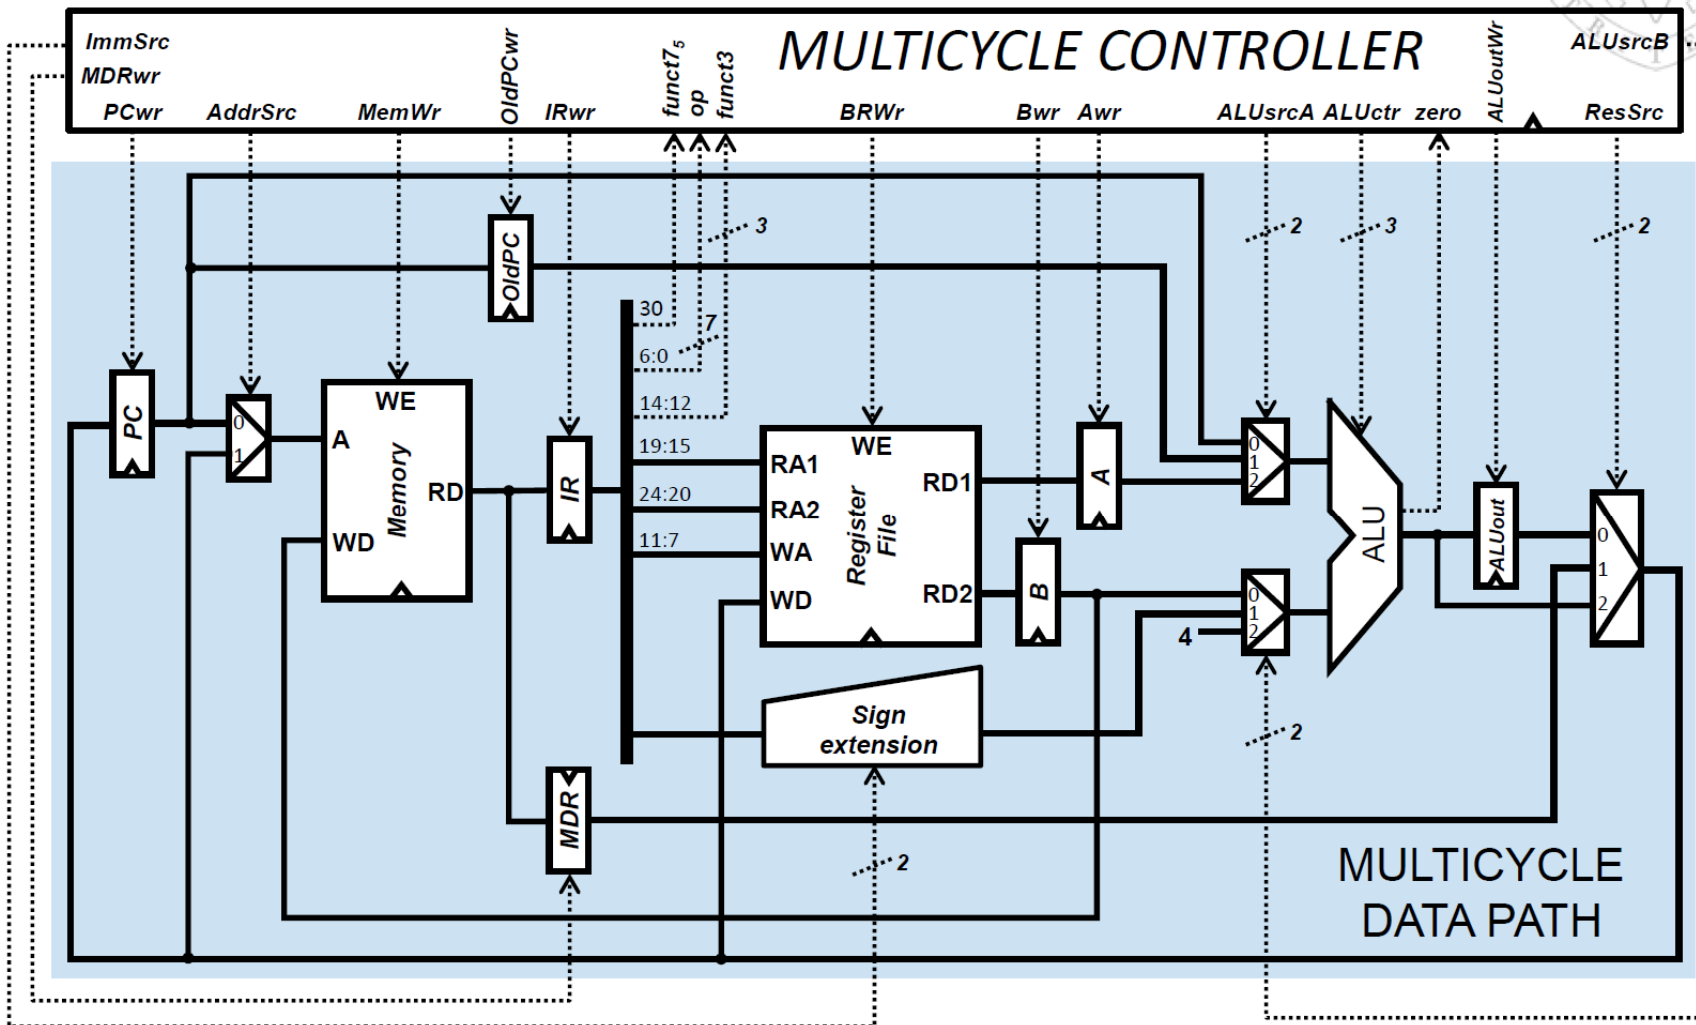 ImmSrc
MDRwr
PCwr
AddrSrc
MemWr
OldPCwr
IRwr
funct7₅
op
funct3
MULTICYCLE CONTROLLER
BRWr
Bwr
Awr
ALUsrcA
ALUctr
zero
ALUoutWr
ALUsrcB
ResSrc
3
2
3
2
OldPC
30
7
6:0
14:12
19:15
24:20
11:7
PC
0
1
WE
A
RD
WD
Memory
IR
WE
RA1
RA2
WA
WD
RD1
RD2
Register
File
A
B
0
1
2
0
1
2
4
ALU
ALUout
0
1
2
Sign
extension
2
MDR
2
MULTICYCLE
DATA PATH